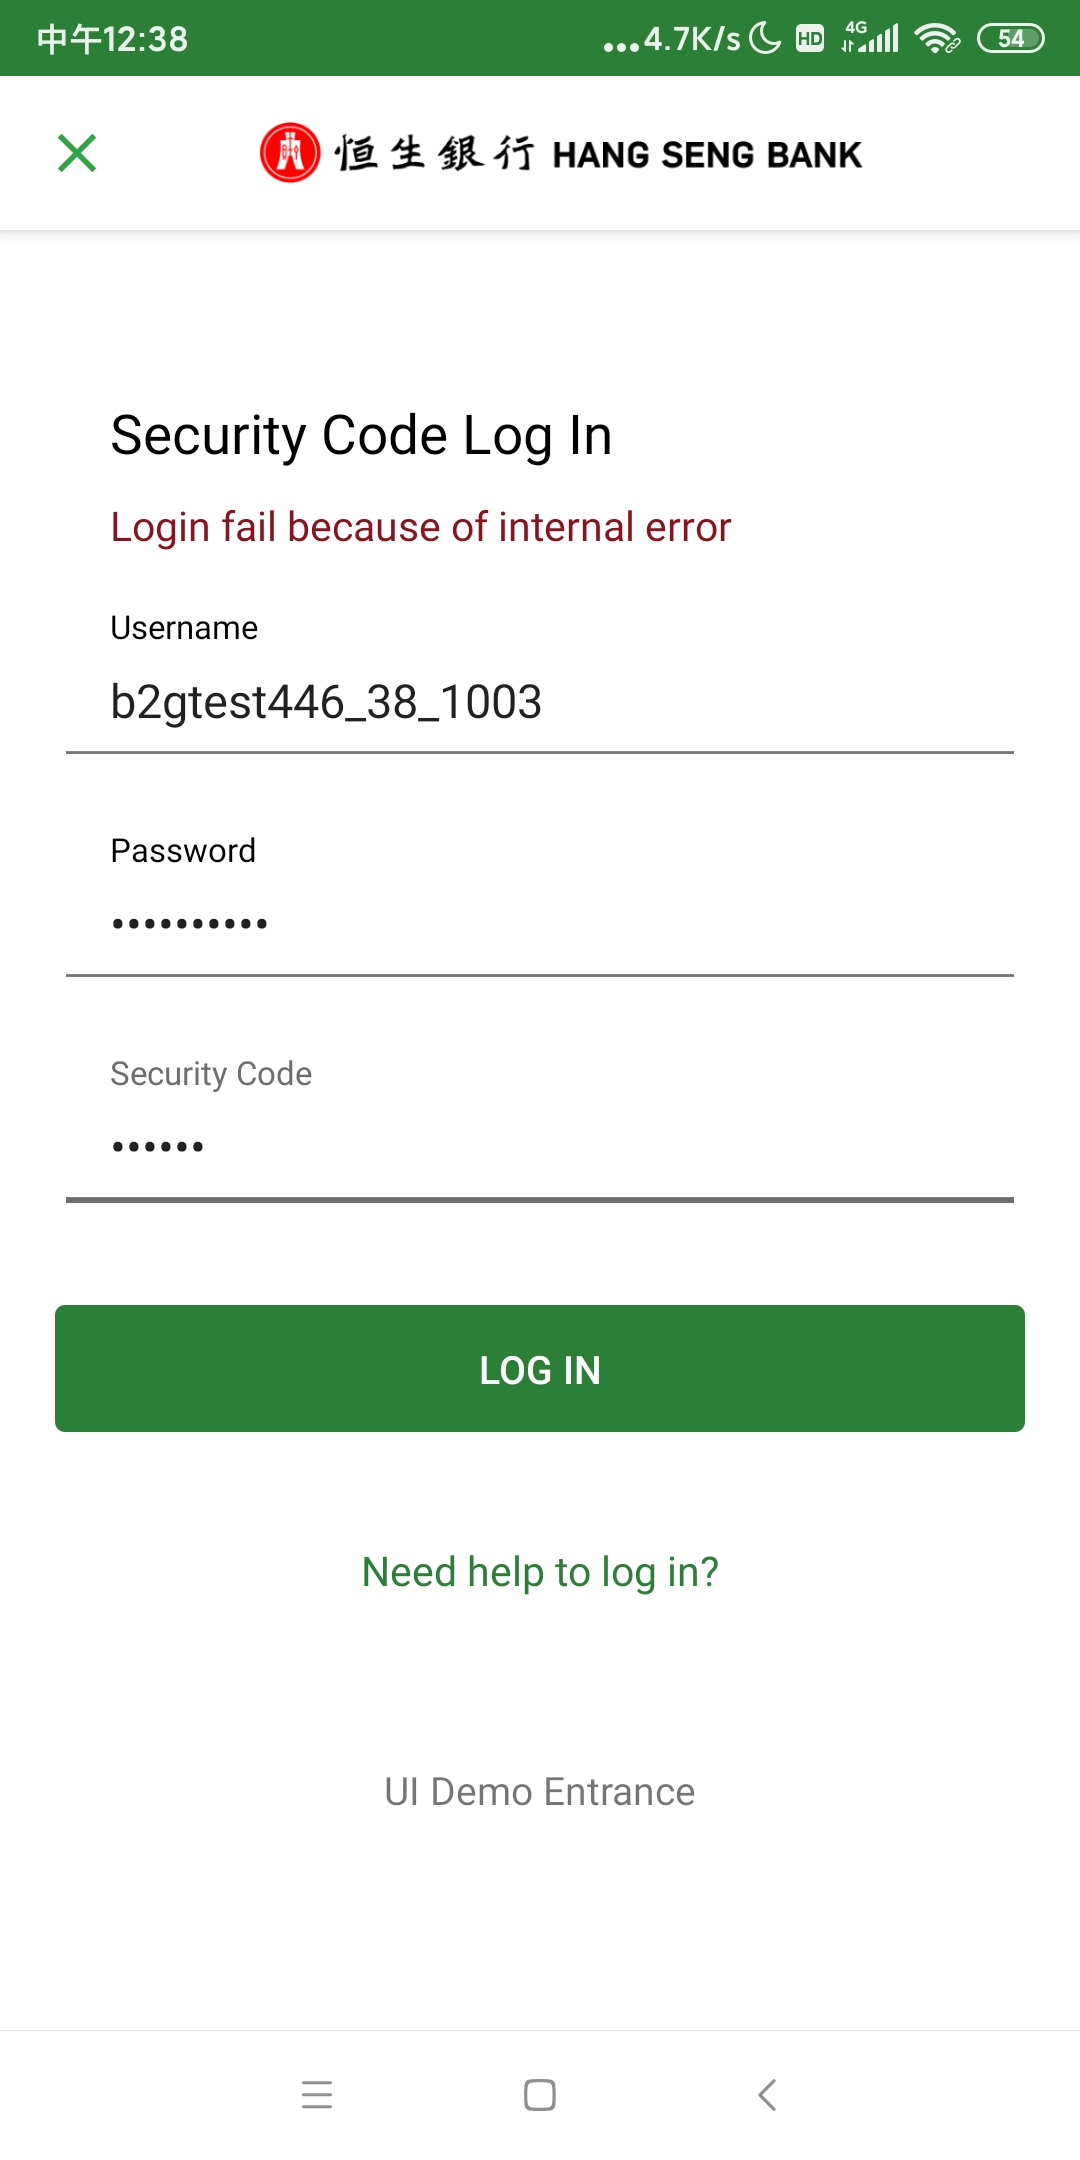 中午12:38 ...4.7K/s HD 4G 54
恒生銀行 HANG SENG BANK
Security Code Log In
Login fail because of internal error
Username
b2gtest446_38_1003
Password
••••••••••
Security Code
••••••
LOG IN
Need help to log in?
UI Demo Entrance